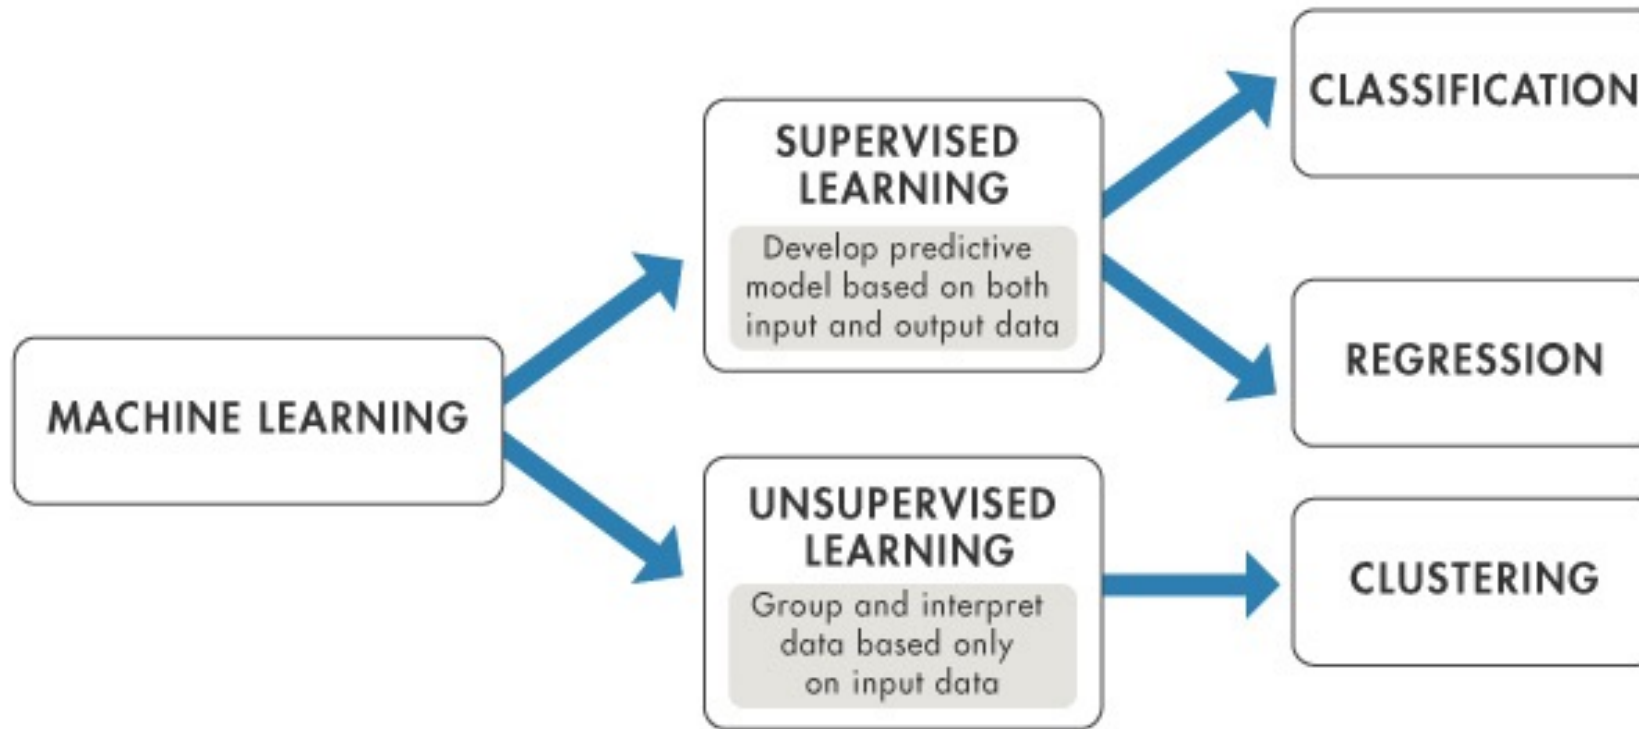 MACHINE LEARNING
SUPERVISED
LEARNING
Develop predictive
model based on both
input and output data
UNSUPERVISED
LEARNING
Group and interpret
data based only
on input data
CLASSIFICATION
REGRESSION
CLUSTERING